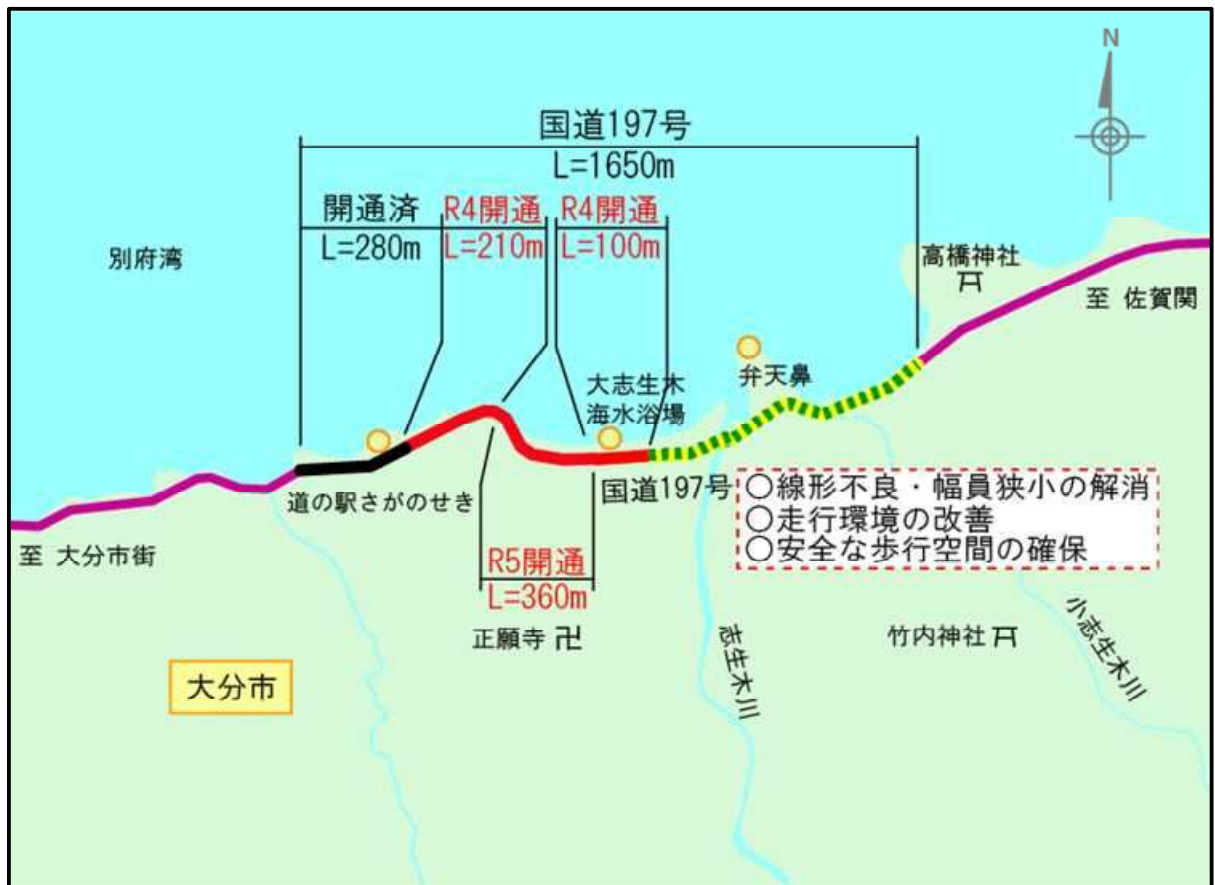 N
国道197号
L=1650m
開通済
L=280m
R4開通
L=210m
R4開通
L=100m
別府湾
高橋神社
至 佐賀関
弁天鼻
大志生木
海水浴場
道の駅さがのせき
国道197号
至 大分市街
○線形不良・幅員狭小の解消
○走行環境の改善
○安全な歩行空間の確保
R5開通
L=360m
正願寺 卍
竹内神社
志生木川
小志生木川
大分市